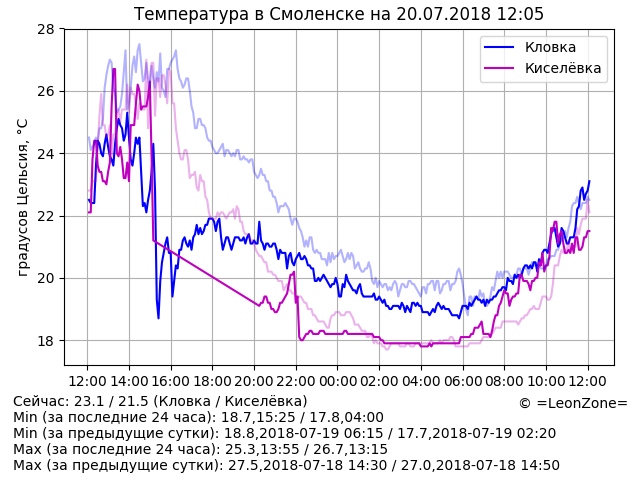 Температура в Смоленске на 20.07.2018 12:05
градусов Цельсия, °C
28
26
24
22
20
18
Кловка
Киселёвка
12:00 14:00 16:00 18:00 20:00 22:00 00:00 02:00 04:00 06:00 08:00 10:00 12:00
Сейчас: 23.1 / 21.5 (Кловка / Киселёвка)
© =LeonZone=
Min (за последние 24 часа): 18.7,15:25 / 17.8,04:00
Min (за предыдущие сутки): 18.8,2018-07-19 06:15 / 17.7,2018-07-19 02:20
Max (за последние 24 часа): 25.3,13:55 / 26.7,13:15
Max (за предыдущие сутки): 27.5,2018-07-18 14:30 / 27.0,2018-07-18 14:50